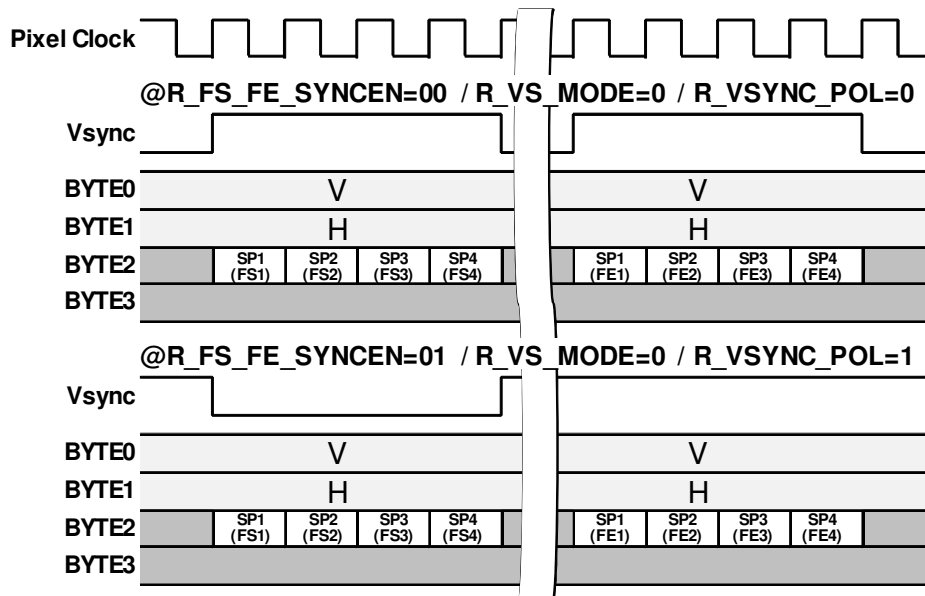 Pixel Clock
@R_FS_FE_SYNCEN=00 / R_VS_MODE=0 / R_VSYNC_POL=0
Vsync
BYTE0 V V
BYTE1 H H
BYTE2 SP1 (FS1) SP2 (FS2) SP3 (FS3) SP4 (FS4) SP1 (FE1) SP2 (FE2) SP3 (FE3) SP4 (FE4)
BYTE3
@R_FS_FE_SYNCEN=01 / R_VS_MODE=0 / R_VSYNC_POL=1
Vsync
BYTE0 V V
BYTE1 H H
BYTE2 SP1 (FS1) SP2 (FS2) SP3 (FS3) SP4 (FS4) SP1 (FE1) SP2 (FE2) SP3 (FE3) SP4 (FE4)
BYTE3